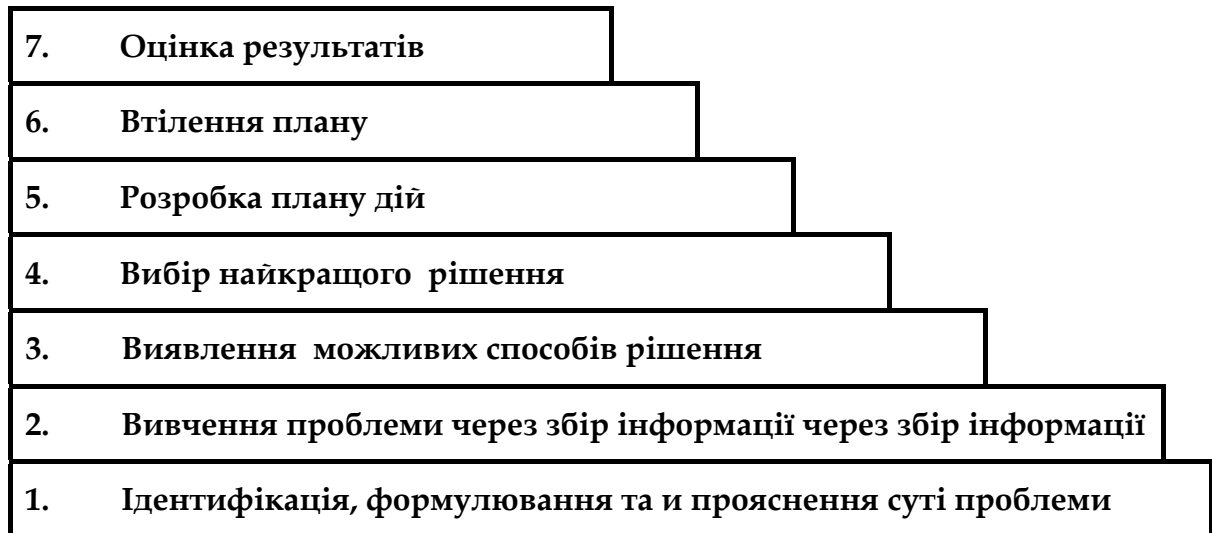 7. Оцінка результатів
6. Втілення плану
5. Розробка плану дій
4. Вибір найкращого рішення
3. Виявлення можливих способів рішення
2. Вивчення проблеми через збір інформації через збір інформації
1. Ідентифікація, формулювання та и прояснення суті проблеми